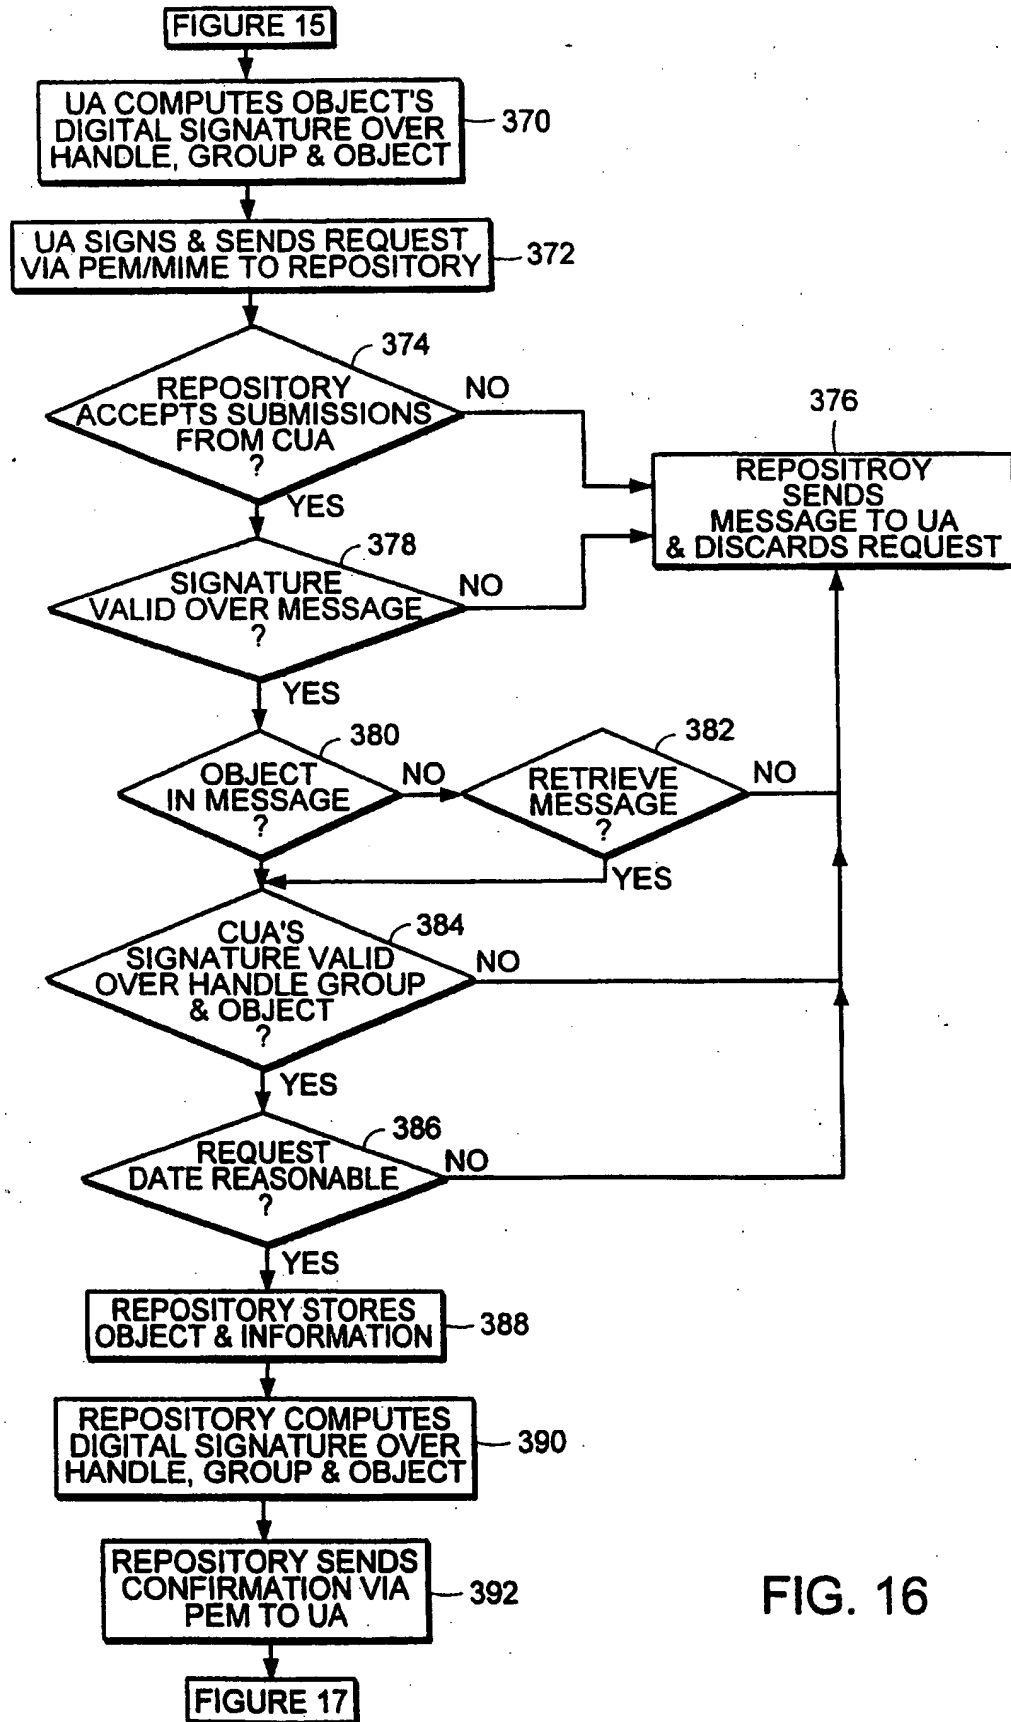 FIGURE 15
UA COMPUTES OBJECT'S
DIGITAL SIGNATURE OVER
HANDLE, GROUP & OBJECT
370
UA SIGNS & SENDS REQUEST
VIA PEM/MIME TO REPOSITORY
372
374
REPOSITORY
ACCEPTS SUBMISSIONS
FROM CUA
?
NO
YES
376
REPOSITROY
SENDS
MESSAGE TO UA
& DISCARDS REQUEST
378
SIGNATURE
VALID OVER MESSAGE
?
NO
YES
380
OBJECT
IN MESSAGE
?
NO
382
RETRIEVE
MESSAGE
?
NO
YES
384
CUA'S
SIGNATURE VALID
OVER HANDLE GROUP
& OBJECT
?
NO
YES
386
REQUEST
DATE REASONABLE
?
NO
YES
REPOSITORY STORES
OBJECT & INFORMATION
388
REPOSITORY COMPUTES
DIGITAL SIGNATURE OVER
HANDLE, GROUP & OBJECT
390
REPOSITORY SENDS
CONFIRMATION VIA
PEM TO UA
392
FIGURE 17
FIG. 16